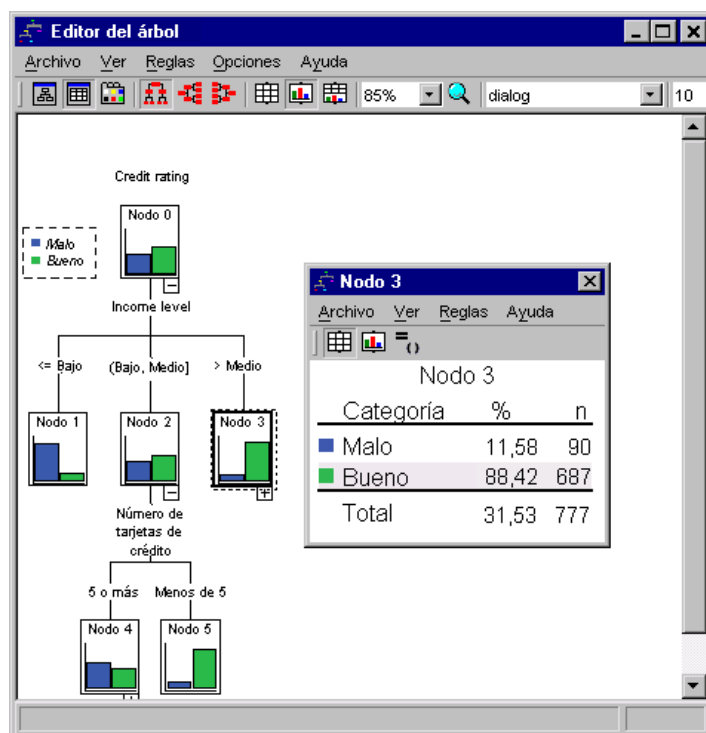 Editor del árbol
Archivo Ver Reglas Opciones Ayuda
85% dialog 10
Credit rating
Nodo 0
Malo
Bueno
Income level
<= Bajo (Bajo, Medio] > Medio
Nodo 1 Nodo 2 Nodo 3
Número de
tarjetas de
crédito
5 o más Menos de 5
Nodo 4 Nodo 5
Nodo 3
Archivo Ver Reglas Ayuda
Nodo 3
Categoría % n
Malo 11,58 90
Bueno 88,42 687
Total 31,53 777